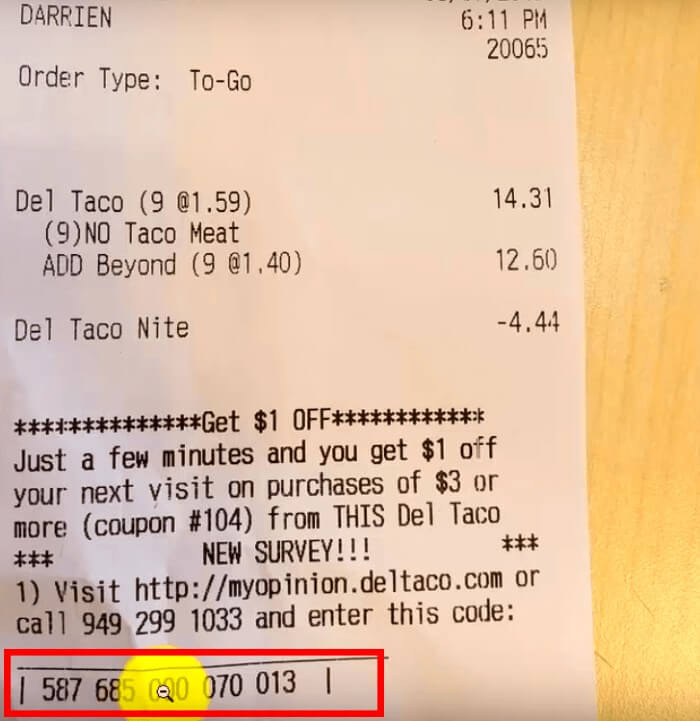 DARRIEN
6:11 PM
20065
Order Type: To-Go
Del Taco (9 @1.59) 14.31
(9)NO Taco Meat
ADD Beyond (9 @1.40) 12.60
Del Taco Nite -4.44
**************Get $1 OFF************
Just a few minutes and you get $1 off
your next visit on purchases of $3 or
more (coupon #104) from THIS Del Taco
*** NEW SURVEY!!! ***
1) Visit http://myopinion.deltaco.com or
call 949 299 1033 and enter this code:
| 587 685 000 070 013 |